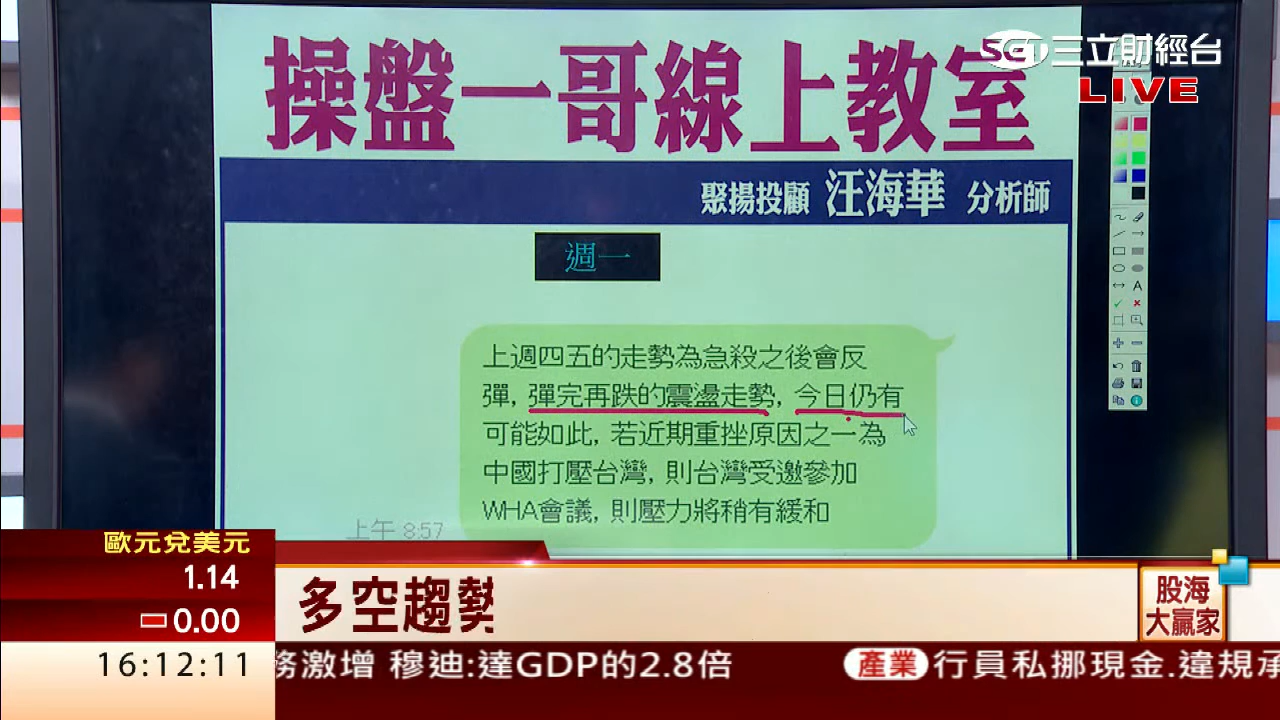 操盤一哥線上教室
SET三立財經台
LIVE
聚揚投顧 汪海華 分析師
週一
上週四五的走勢為急殺之後會反
彈, 彈完再跌的震盪走勢, 今日仍有
可能如此, 若近期重挫原因之一為
中國打壓台灣, 則台灣受邀參加
WHA會議, 則壓力將稍有緩和
上午 8:57
歐元兌美元
1.14
0.00
多空趨勢
股海
大贏家
16:12:11
務激增 穆迪:達GDP的2.8倍
產業 行員私挪現金.違規承